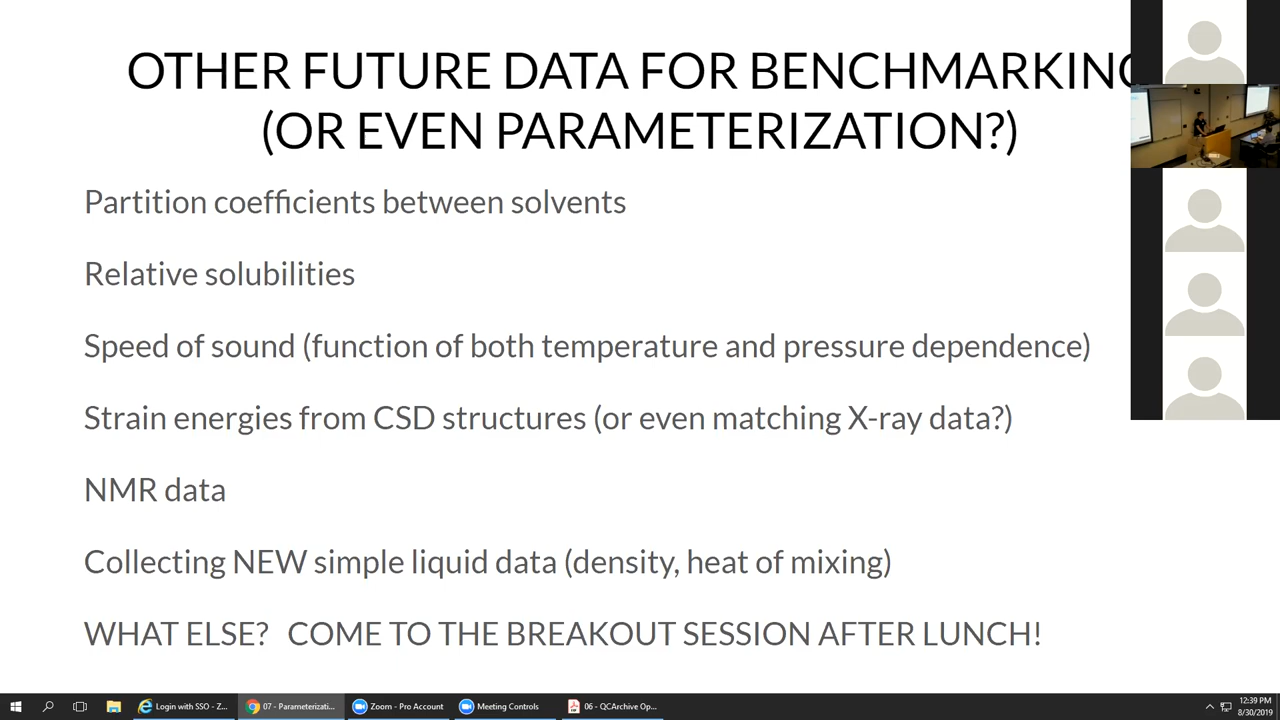 OTHER FUTURE DATA FOR BENCHMARKING
(OR EVEN PARAMETERIZATION?)
Partition coefficients between solvents
Relative solubilities
Speed of sound (function of both temperature and pressure dependence)
Strain energies from CSD structures (or even matching X-ray data?)
NMR data
Collecting NEW simple liquid data (density, heat of mixing)
WHAT ELSE? COME TO THE BREAKOUT SESSION AFTER LUNCH!
Login with SSO - Z...
07 - Parameterizati...
Zoom - Pro Account
Meeting Controls
06 - QCArchive Op...
12:39 PM
8/30/2019